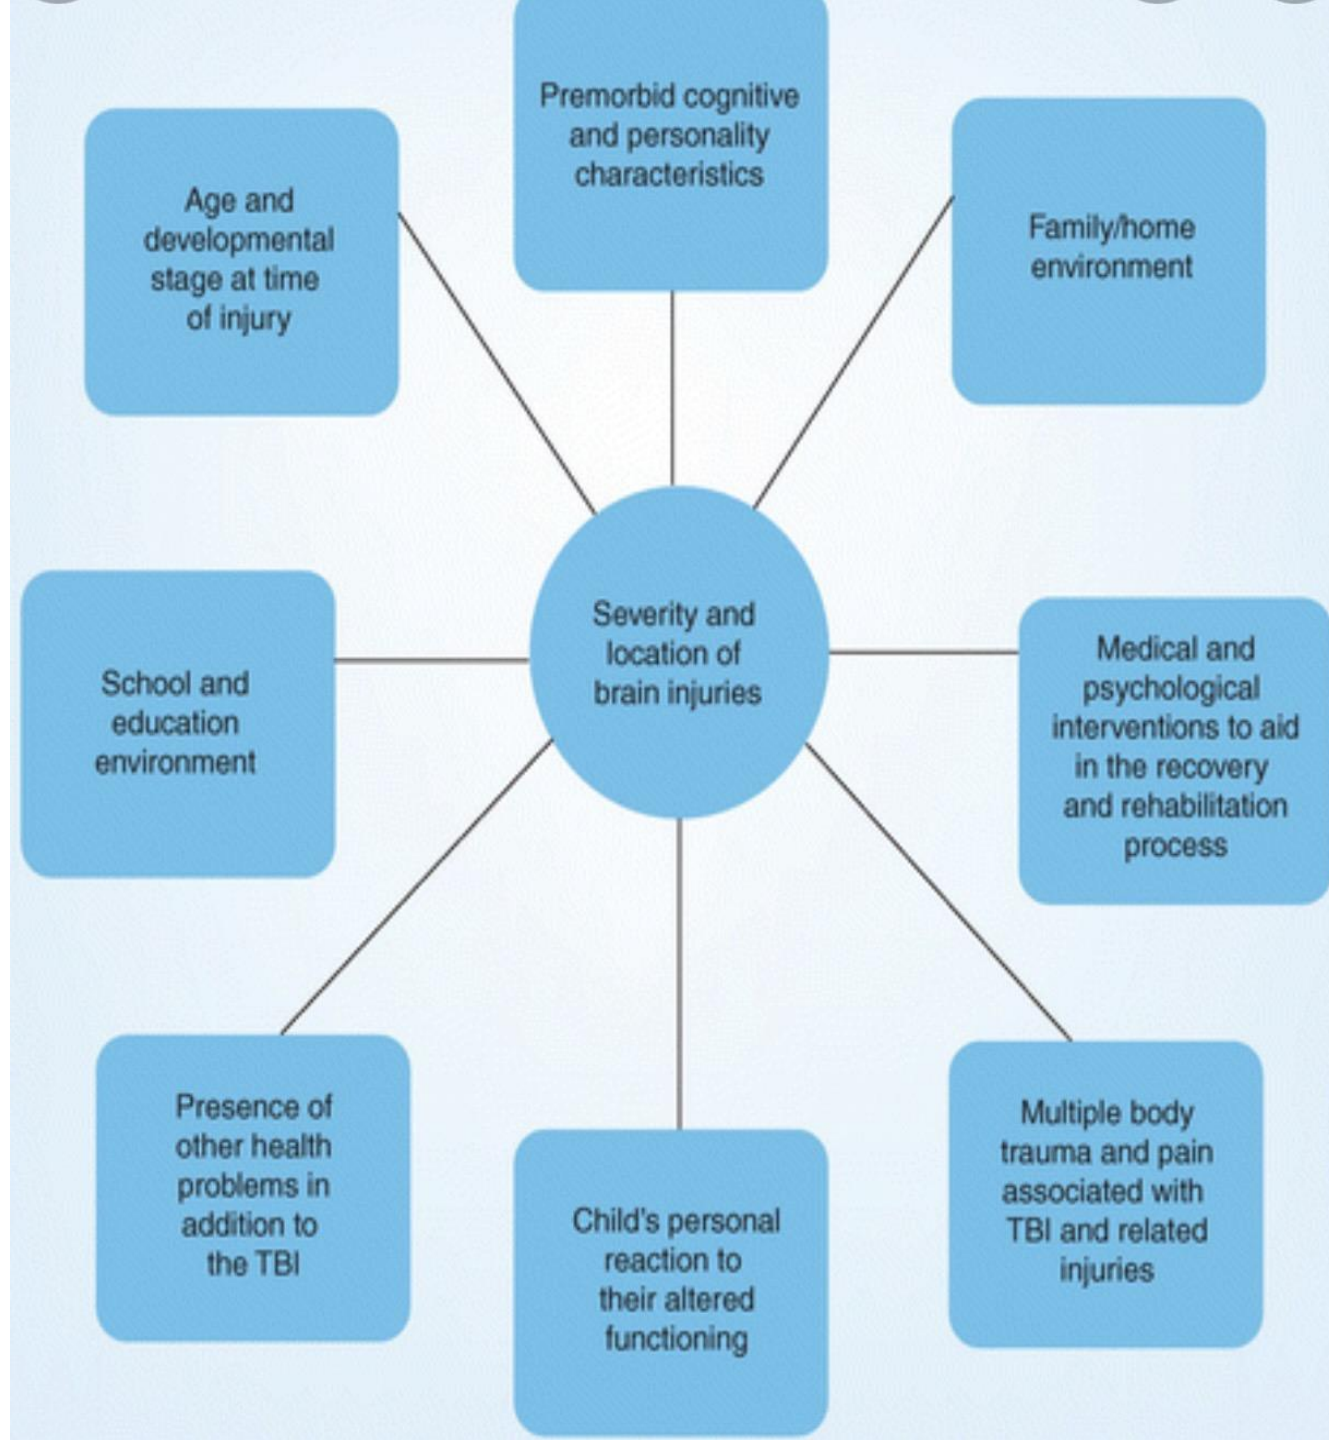 Premorbid cognitive
and personality
characteristics
Age and
developmental
stage at time
of injury
Family/home
environment
Severity and
location of
brain injuries
School and
education
environment
Medical and
psychological
interventions to aid
in the recovery
and rehabilitation
process
Presence of
other health
problems in
addition to
the TBI
Child's personal
reaction to
their altered
functioning
Multiple body
trauma and pain
associated with
TBI and related
injuries